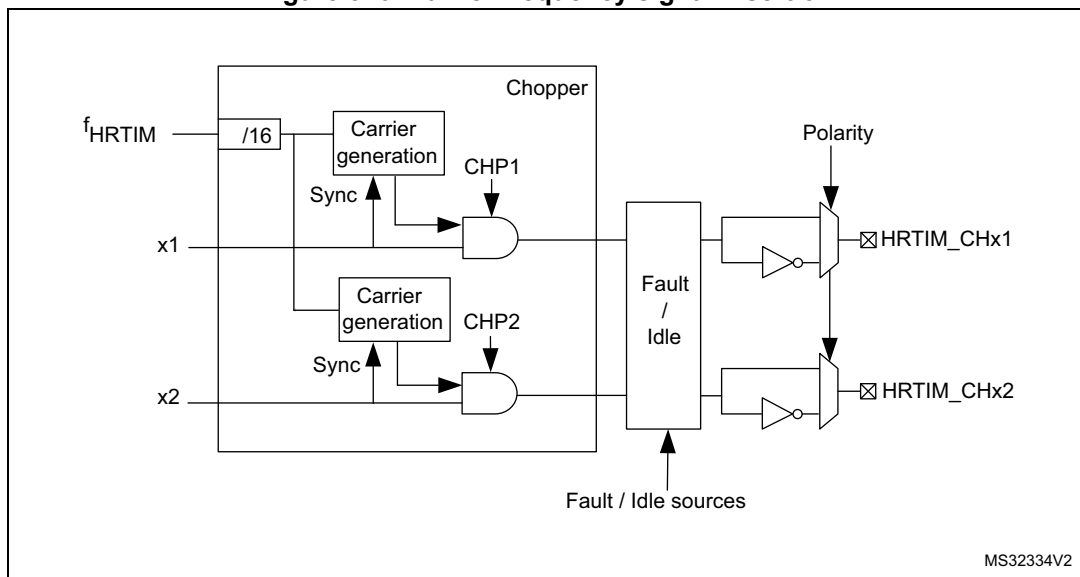 Chopper
fHRTIM
/16
Carrier
generation
CHP1
Polarity
Sync
x1
HRTIM_CHx1
Carrier
generation
CHP2
Fault
/
Idle
Sync
x2
HRTIM_CHx2
Fault / Idle sources
MS32334V2